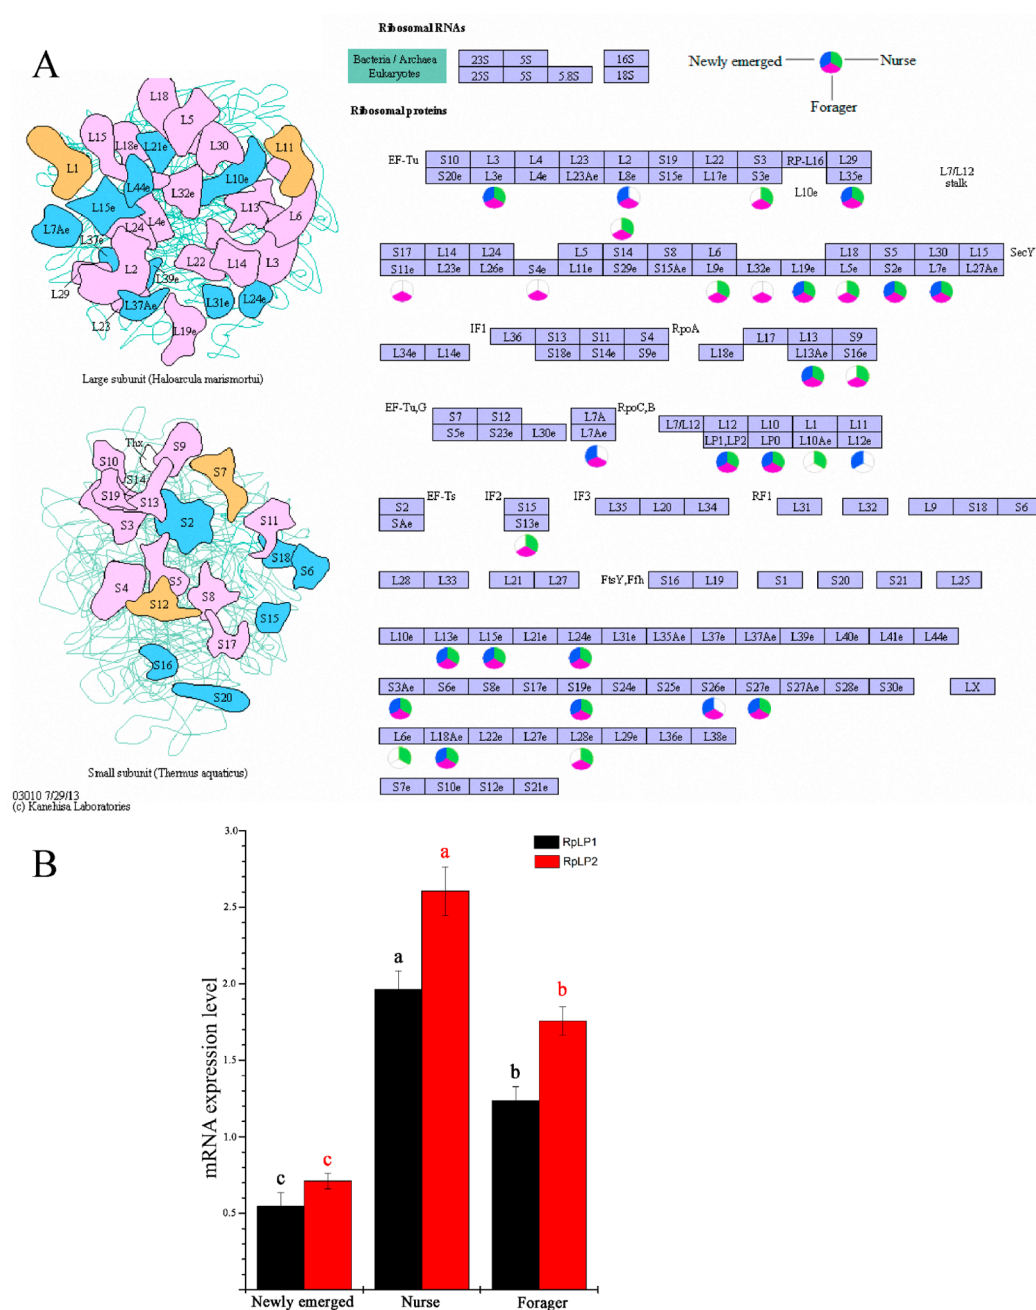 A
Ribosomal RNAs
Bacteria / Archaea 23S 5S 16S
Eukaryotes 25S 5S 5.8S 18S
Newly emerged Nurse
Forager
Ribosomal proteins
L18
L5
L15
L18e
L21e
L30
L11
L1
L44e
L10e
L32e
L15e
L13
L6
L7Ae
L4e
L24
L37e
L2
L22
L14
L3
L39e
L29
L37Ae
L31e
L24e
L23
L19e
Large subunit (Haloarcula marismortui)
EF-Tu S10 L3 L4 L23 L2 S19 L22 S3 RP-L16 L29 L7/L12
S20e L3e L4e L23Ae L8e S15e L17e S3e L35e stalk
L10e
S17 L14 L24 L5 S14 S8 L6 L18 S5 L30 L15 SecY
S11e L23e L26e S4e L11e S29e S15Ae L9e L32e L19e L5e S2e L7e L27Ae
IF1 L36 S13 S11 S4 RpoA L17 L13 S9
L34e L14e S18e S14e S9e L18e L13Ae S16e
EF-Tu,G S7 S12 L7A RpoC,B L7/L12 L12 L10 L1 L11
S5e S23e L30e L7Ae LP1,LP2 LP0 L10Ae L12e
S2 EF-Ts IF2 S15 IF3 L35 L20 L34 RF1 L31 L32 L9 S18 S6
SAe S13e
L28 L33 L21 L27 FtsY,Ffh S16 L19 S1 S20 S21 L25
L10e L13e L15e L21e L24e L31e L35Ae L37e L37Ae L39e L40e L41e L44e
S3Ae S6e S8e S17e S19e S24e S25e S26e S27e S27Ae S28e S30e LX
L6e L18Ae L22e L27e L28e L29e L36e L38e
S7e S10e S12e S21e
Thx
S9
S10
S14
S7
S19
S13
S3
S2
S11
S18
S6
S4
S5
S12
S8
S15
S17
S16
S20
Small subunit (Thermus aquaticus)
03010 7/29/13
(c) Kanehisa Laboratories
B
mRNA expression level
3.0
2.5
2.0
1.5
1.0
0.5
RpLP1
RpLP2
c
c
a
a
b
b
Newly emerged Nurse Forager